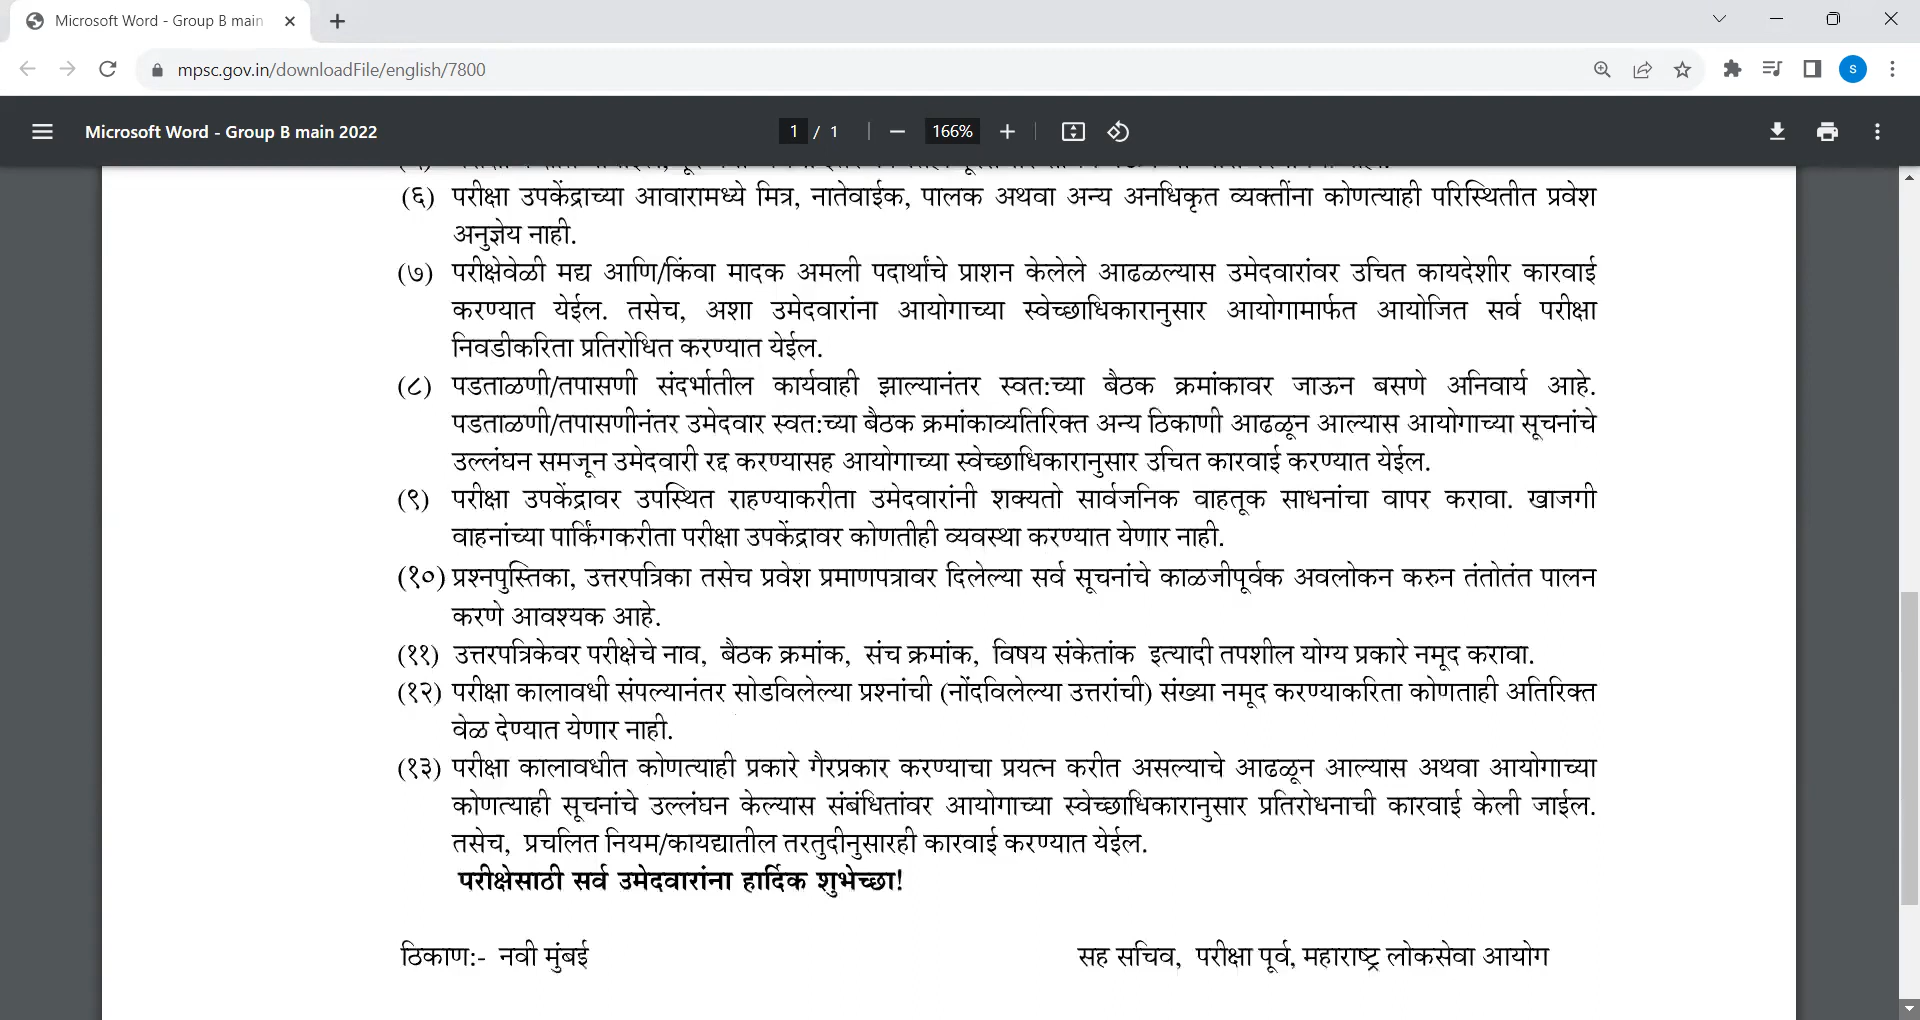 Microsoft Word - Group B main
mpsc.gov.in/downloadFile/english/7800
s
Microsoft Word - Group B main 2022
1 / 1
166%
(६) परीक्षा उपकेंद्राच्या आवारामध्ये मित्र, नातेवाईक, पालक अथवा अन्य अनधिकृत व्यक्तींना कोणत्याही परिस्थितीत प्रवेश
अनुज्ञेय नाही.
(७) परीक्षेवेळी मद्य आणि/किंवा मादक अमली पदार्थांचे प्राशन केलेले आढळल्यास उमेदवारांवर उचित कायदेशीर कारवाई
करण्यात येईल. तसेच, अशा उमेदवारांना आयोगाच्या स्वेच्छाधिकारानुसार आयोगामार्फत आयोजित सर्व परीक्षा
निवडीकरिता प्रतिरोधित करण्यात येईल.
(८) पडताळणी/तपासणी संदर्भातील कार्यवाही झाल्यानंतर स्वत:च्या बैठक क्रमांकावर जाऊन बसणे अनिवार्य आहे.
पडताळणी/तपासणीनंतर उमेदवार स्वत:च्या बैठक क्रमांकाव्यतिरिक्त अन्य ठिकाणी आढळून आल्यास आयोगाच्या सूचनांचे
उल्लंघन समजून उमेदवारी रद्द करण्यासह आयोगाच्या स्वेच्छाधिकारानुसार उचित कारवाई करण्यात येईल.
(९) परीक्षा उपकेंद्रावर उपस्थित राहण्याकरीता उमेदवारांनी शक्यतो सार्वजनिक वाहतूक साधनांचा वापर करावा. खाजगी
वाहनांच्या पार्किंगकरीता परीक्षा उपकेंद्रावर कोणतीही व्यवस्था करण्यात येणार नाही.
(१०) प्रश्नपुस्तिका, उत्तरपत्रिका तसेच प्रवेश प्रमाणपत्रावर दिलेल्या सर्व सूचनांचे काळजीपूर्वक अवलोकन करुन तंतोतंत पालन
करणे आवश्यक आहे.
(११) उत्तरपत्रिकेवर परीक्षेचे नाव, बैठक क्रमांक, संच क्रमांक, विषय संकेतांक इत्यादी तपशील योग्य प्रकारे नमूद करावा.
(१२) परीक्षा कालावधी संपल्यानंतर सोडविलेल्या प्रश्नांची (नोंदविलेल्या उत्तरांची) संख्या नमूद करण्याकरिता कोणताही अतिरिक्त
वेळ देण्यात येणार नाही.
(१३) परीक्षा कालावधीत कोणत्याही प्रकारे गैरप्रकार करण्याचा प्रयत्न करीत असल्याचे आढळून आल्यास अथवा आयोगाच्या
कोणत्याही सूचनांचे उल्लंघन केल्यास संबंधितांवर आयोगाच्या स्वेच्छाधिकारानुसार प्रतिरोधनाची कारवाई केली जाईल.
तसेच, प्रचलित नियम/कायद्यातील तरतुदीनुसारही कारवाई करण्यात येईल.
परीक्षेसाठी सर्व उमेदवारांना हार्दिक शुभेच्छा!
ठिकाण:- नवी मुंबई
सह सचिव, परीक्षा पूर्व, महाराष्ट्र लोकसेवा आयोग